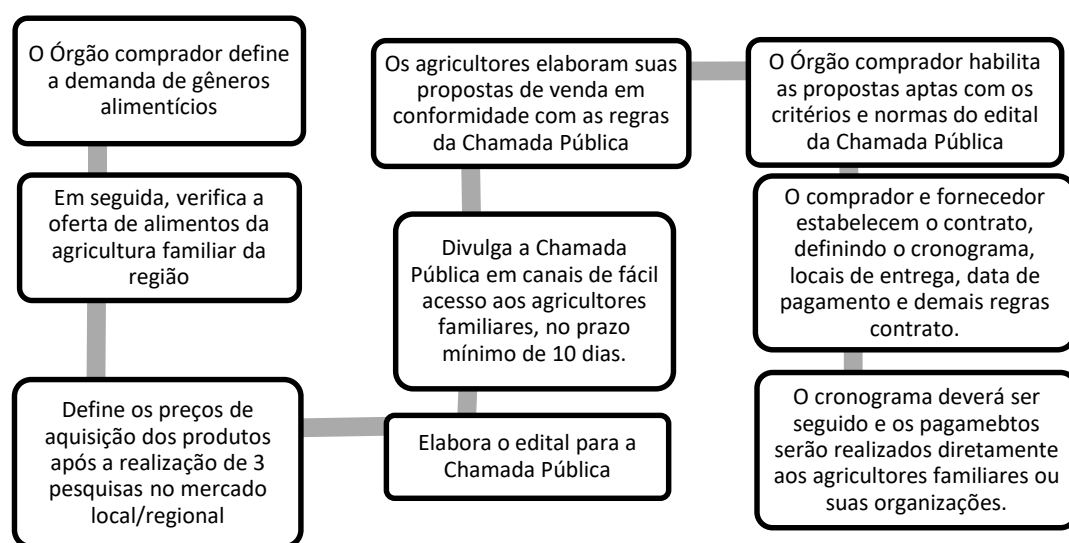 O Órgão comprador define
a demanda de gêneros
alimentícios
Em seguida, verifica a
oferta de alimentos da
agricultura familiar da
região
Define os preços de
aquisição dos produtos
após a realização de 3
pesquisas no mercado
local/regional
Elabora o edital para a
Chamada Pública
Divulga a Chamada
Pública em canais de fácil
acesso aos agricultores
familiares, no prazo
mínimo de 10 dias.
Os agricultores elaboram suas
propostas de venda em
conformidade com as regras
da Chamada Pública
O Órgão comprador habilita
as propostas aptas com os
critérios e normas do edital
da Chamada Pública
O comprador e fornecedor
estabelecem o contrato,
definindo o cronograma,
locais de entrega, data de
pagamento e demais regras
contrato.
O cronograma deverá ser
seguido e os pagamebtos
serão realizados diretamente
aos agricultores familiares ou
suas organizações.